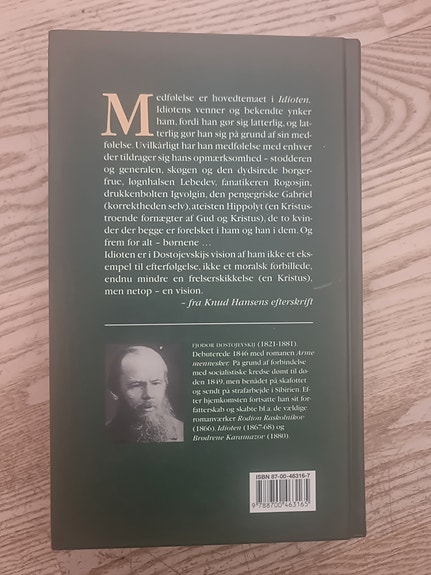 Medfølelse er hovedtemaet i Idioten.
Idiotens venner og bekendte ynker
ham, fordi han gør sig latterlig, og lat-
terlig gør han sig på grund af sin med-
følelse. Uvilkårligt har han medfølelse med enhver
der tildrager sig hans opmærksomhed – stodderen
og generalen, skøgen og den dydsirede borger-
frue, løgnhalsen Lebedev, fanatikeren Rogosjin,
drukkenbolten Igvolgin, den pengegriske Gabriel
(korrektheden selv), ateisten Hippolyt (en Kristus-
troende fornægter af Gud og Kristus), de to kvin-
der der begge er forelsket i ham og han i dem. Og
frem for alt – børnene …
Idioten er i Dostojevskijs vision af ham ikke et ek-
sempel til efterfølgelse, ikke et moralsk forbillede,
endnu mindre en frelserskikkelse (en Kristus),
men netop – en vision.
– fra Knud Hansens efterskrift
FJODOR DOSTOJEVSKIJ (1821-1881).
Debuterede 1846 med romanen Arme
mennesker. På grund af forbindelse
med socialistiske kredse dømt til
døden 1849, men benådet på skafottet
og sendt på strafarbejde i Sibirien. Ef-
ter hjemkomsten fortsatte han sit for-
fatterskab og skabte bl.a. de vældige
romanværker Rodion Raskolnikov
(1866), Idioten (1867-68) og
Brødrene Karamazov (1880).
ISBN 87-00-46316-7
9 788700 463165